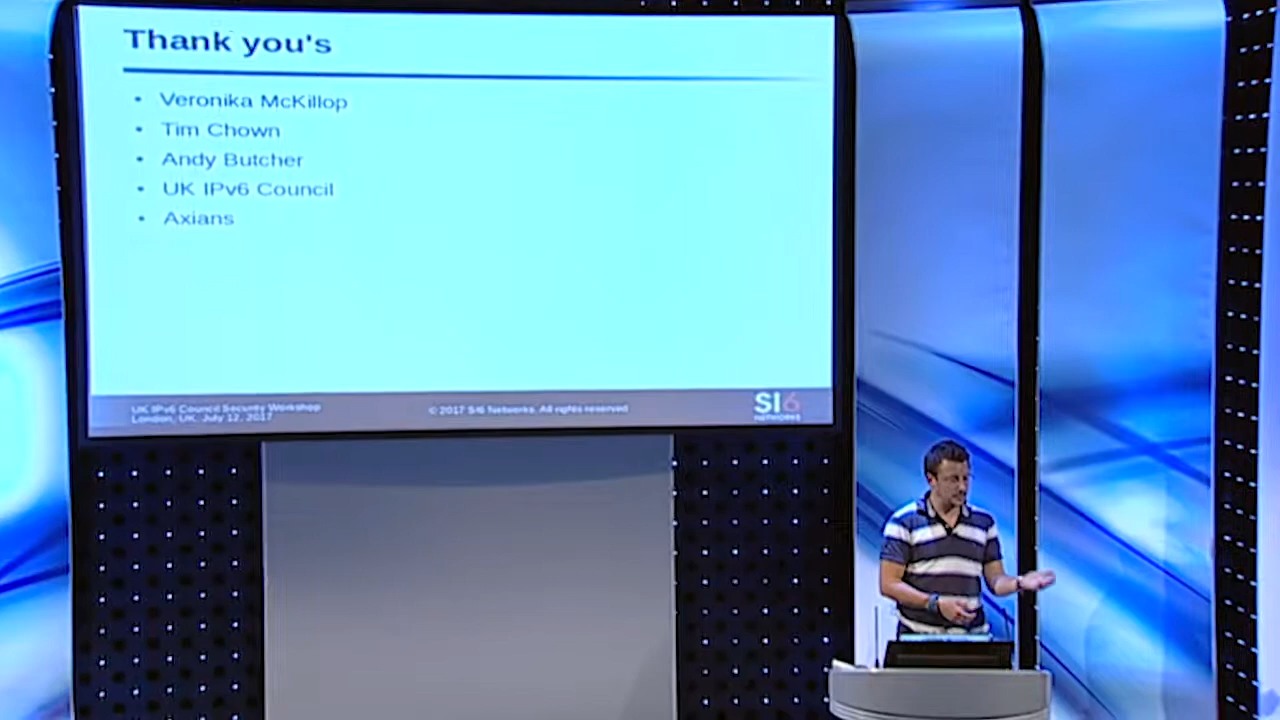 Thank you's
• Veronika McKillop
• Tim Chown
• Andy Butcher
• UK IPv6 Council
• Axians
UK IPv6 Council Security Workshop
London, UK. July 12, 2017
© 2017 SI6 Networks. All rights reserved
SI6
NETWORKS